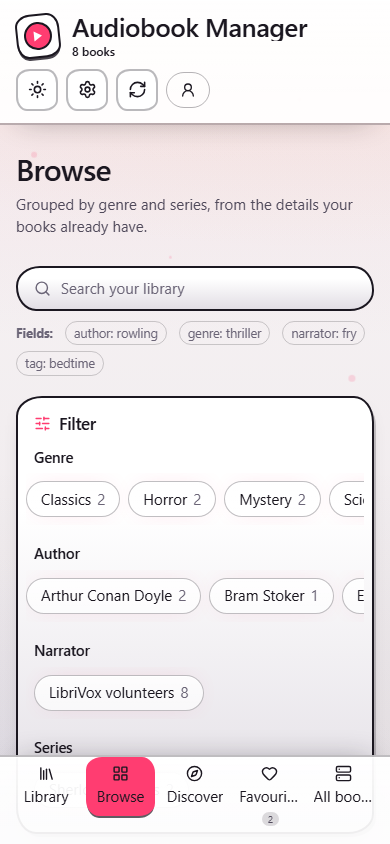 Audiobook Manager
8 books
Browse
Grouped by genre and series, from the details your
books already have.
Search your library
Fields: author: rowling genre: thriller narrator: fry
tag: bedtime
Filter
Genre
Classics 2 Horror 2 Mystery 2 Sci
Author
Arthur Conan Doyle 2 Bram Stoker 1 E
Narrator
LibriVox volunteers 8
Series
Library Browse Discover Favouri... All boo...
2